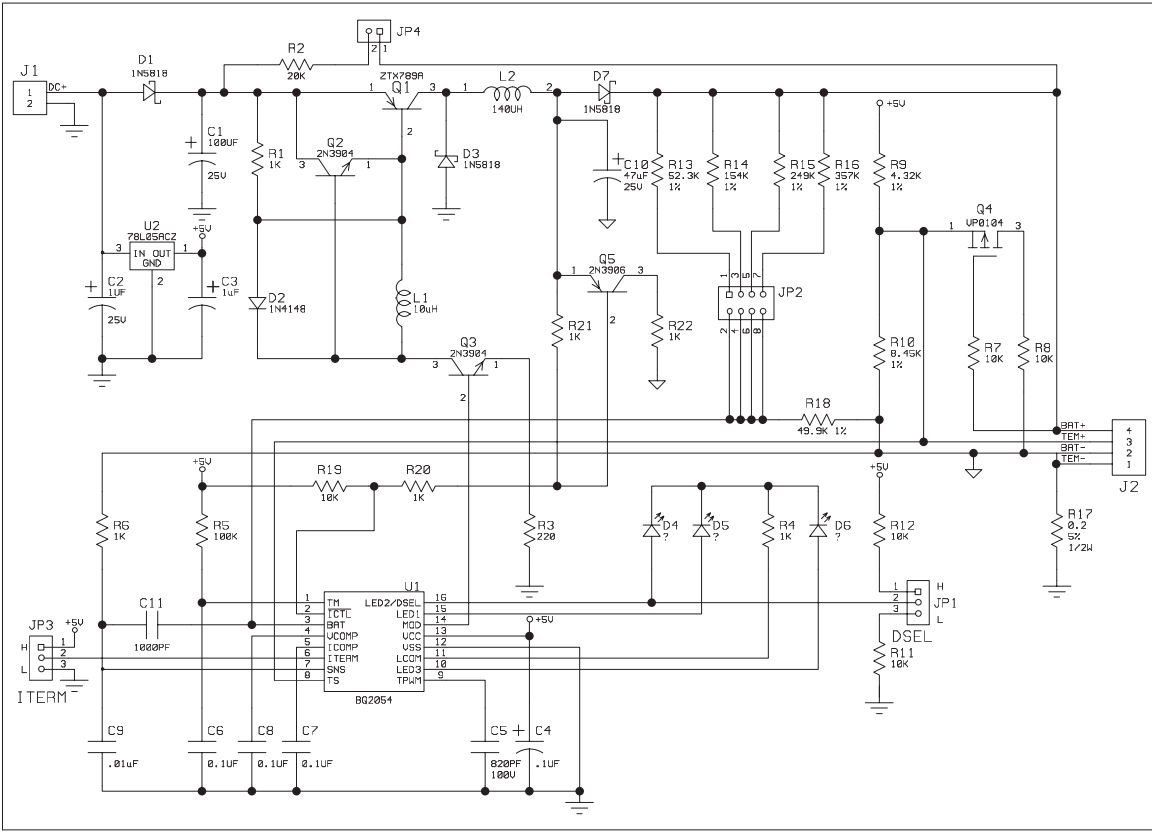 JP4
2 1
R2
20K
J1
1
2
DC+
D1
1N5818
ZTX789A
Q1
1
3
2
L2
1
2
140UH
D7
1N5818
+5V
C1
100UF
+
25V
R1
1K
Q2
2N3904
3
1
D3
1N5818
C10
+
47uF
25V
R13
52.3K
1%
R14
154K
1%
R15
249K
1%
R16
357K
1%
R9
4.32K
1%
Q4
VP0104
1
3
U2
78L05ACZ
+5V
3
IN OUT
GND
1
2
C2
+
1UF
25V
C3
+
1uF
D2
1N4148
L1
10uH
Q5
2N3906
1
3
2
1 3 5 7
JP2
2 4 6 8
R21
1K
R22
1K
R10
8.45K
1%
R7
10K
R8
10K
Q3
2N3904
3
1
2
R18
49.9K 1%
BAT+
TEM+
BAT-
TEM-
4
3
2
1
J2
+5V
R19
10K
R20
1K
+5V
R6
1K
R5
100K
R3
220
D4
?
D5
?
R4
1K
D6
?
R12
10K
R17
0.2
5%
1/2W
U1
1 TM
2 ICTL
3 BAT
4 VCOMP
5 ICOMP
6 ITERM
7 SNS
8 TS
LED2/DSEL 16
LED1 15
MOD 14
VCC 13
VSS 12
LCOM 11
LED3 10
TPWM 9
BQ2054
+5V
1
2
3
H
JP1
L
DSEL
R11
10K
C11
1000PF
JP3
+5V
H
L
1
2
3
ITERM
C9
.01uF
C6
0.1UF
C8
0.1UF
C7
0.1UF
C5
820PF
100V
+
C4
.1UF